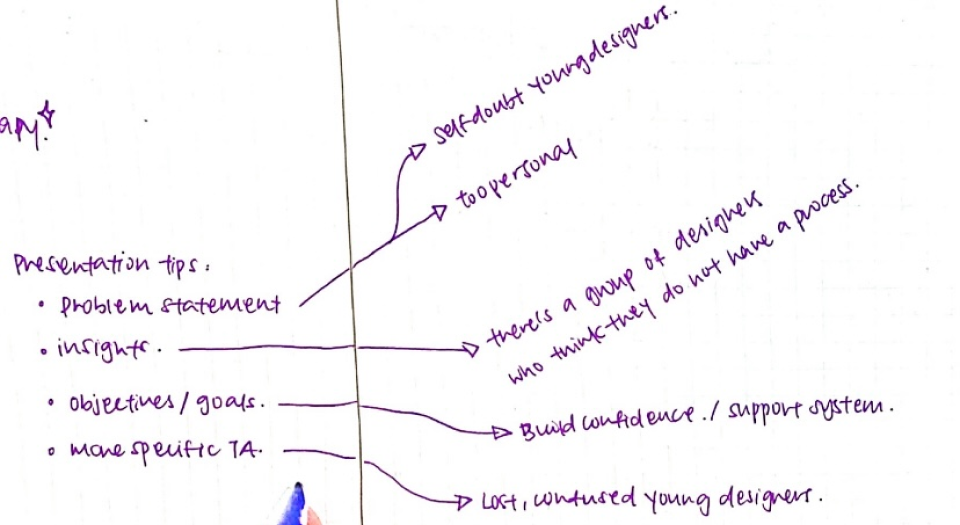 self doubt young designers.
too personal
Presentation tips:
• problem statement
• insights.
there's a group of designers
who think they do not have a process.
• objectives / goals.
Build confidence. / support system.
• more specific TA.
Lost, confused young designers.